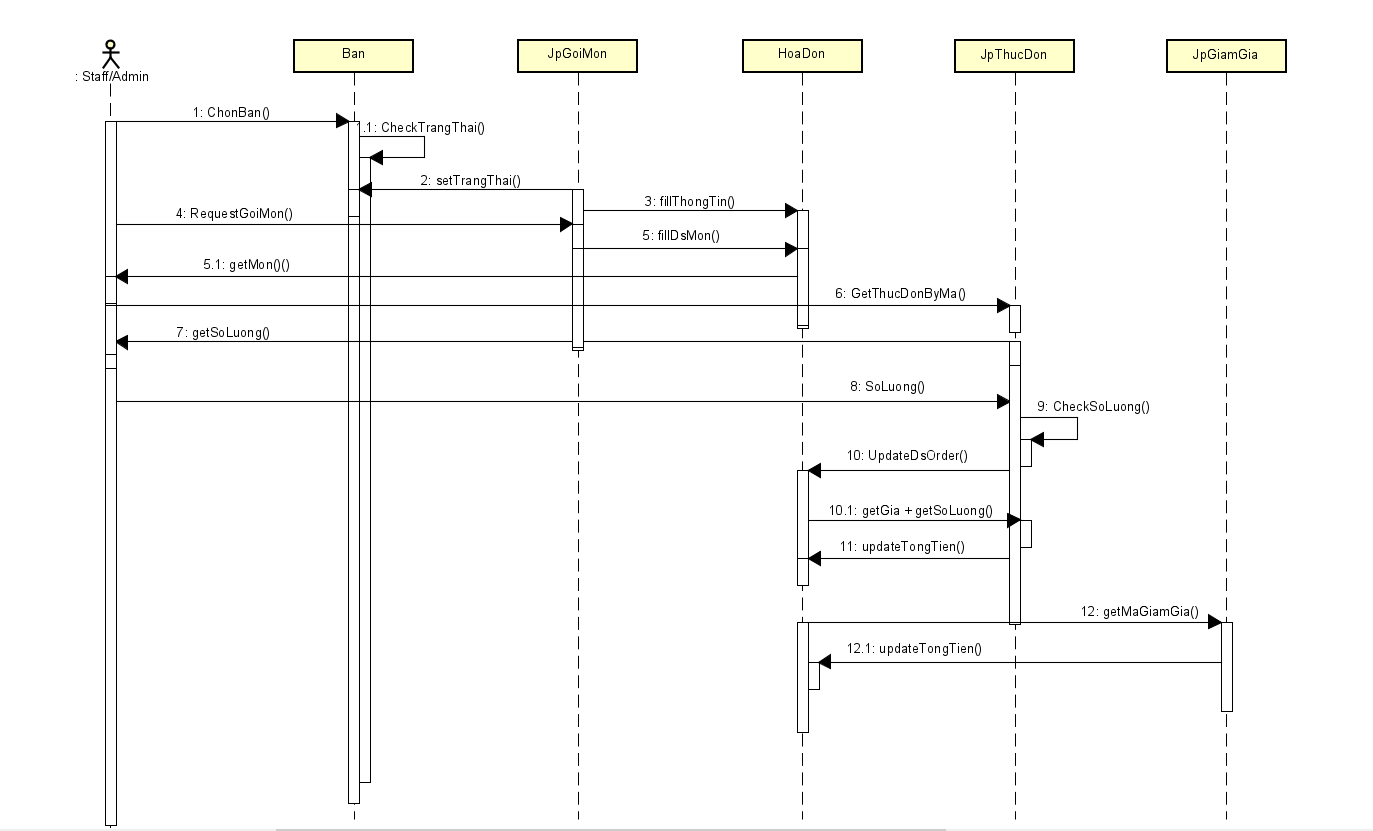 Ban
JpGoiMon
HoaDon
JpThucDon
JpGiamGia
: Staff/Admin
1: ChonBan()
1.1: CheckTrangThai()
2: setTrangThai()
3: fillThongTin()
4: RequestGoiMon()
5: fillDsMon()
5.1: getMon()()
6: GetThucDonByMa()
7: getSoLuong()
8: SoLuong()
9: CheckSoLuong()
10: UpdateDsOrder()
10.1: getGia + getSoLuong()
11: updateTongTien()
12: getMaGiamGia()
12.1: updateTongTien()